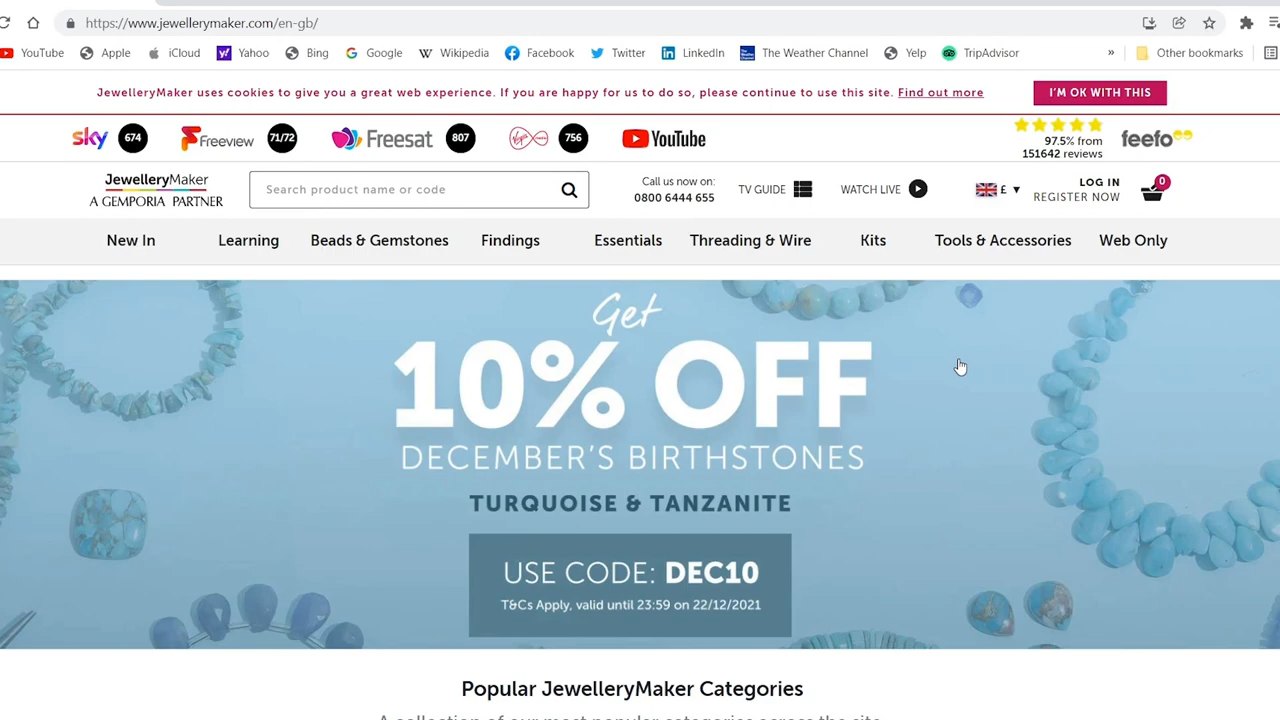 https://www.jewellerymaker.com/en-gb/
YouTube Apple iCloud Yahoo Bing Google Wikipedia Facebook Twitter LinkedIn The Weather Channel Yelp TripAdvisor » Other bookmarks
JewelleryMaker uses cookies to give you a great web experience. If you are happy for us to do so, please continue to use this site. Find out more
I'M OK WITH THIS
sky 674 Freeview 71/72 Freesat 807 Virgin media 756 YouTube
97.5% from
151642 reviews
feefo
JewelleryMaker
A GEMPORIA PARTNER
Search product name or code
Call us now on:
0800 6444 655
TV GUIDE
WATCH LIVE
£ ▼
LOG IN
REGISTER NOW
0
New In Learning Beads & Gemstones Findings Essentials Threading & Wire Kits Tools & Accessories Web Only
Get
10% OFF
DECEMBER'S BIRTHSTONES
TURQUOISE & TANZANITE
USE CODE: DEC10
T&Cs Apply, valid until 23:59 on 22/12/2021
Popular JewelleryMaker Categories
A collection of our most popular categories across the site